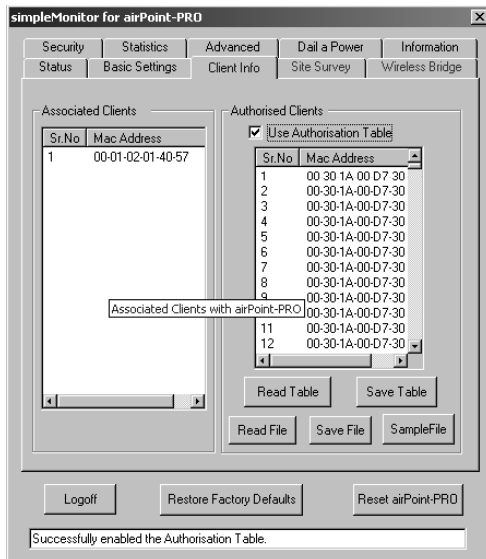 simpleMonitor for airPoint-PRO
Security Statistics Advanced Dail a Power Information
Status Basic Settings Client Info Site Survey Wireless Bridge
Associated Clients
Sr.No Mac Address
1 00-01-02-01-40-57
Authorised Clients
Use Authorisation Table
Sr.No Mac Address
1 00 30 1A 00 D7 30
2 00-30-1A-00-D7-30
3 00-30-1A-00-D7-30
4 00-30-1A-00-D7-30
5 00-30-1A-00-D7-30
6 00-30-1A-00-D7-30
7 00-30-1A-00-D7-30
8 00-30-1A-00-D7-30
9 00-30-1A-00-D7-30
Associated Clients with airPoint-PRO
00-30-1A-00-D7-30
11 00-30-1A-00-D7-30
12 00-30-1A-00-D7-30
Read Table Save Table
Read File Save File SampleFile
Logoff Restore Factory Defaults Reset airPoint-PRO
Successfully enabled the Authorisation Table.